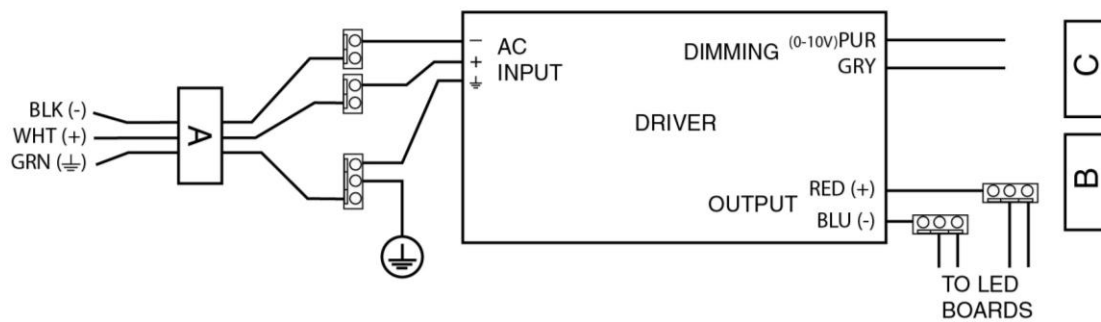 BLK (-)
WHT (+)
GRN (⏚)
A
−
+
⏚
AC
INPUT
DRIVER
DIMMING
(0-10V)PUR
GRY
OUTPUT
RED (+)
BLU (-)
TO LED
BOARDS
C
B